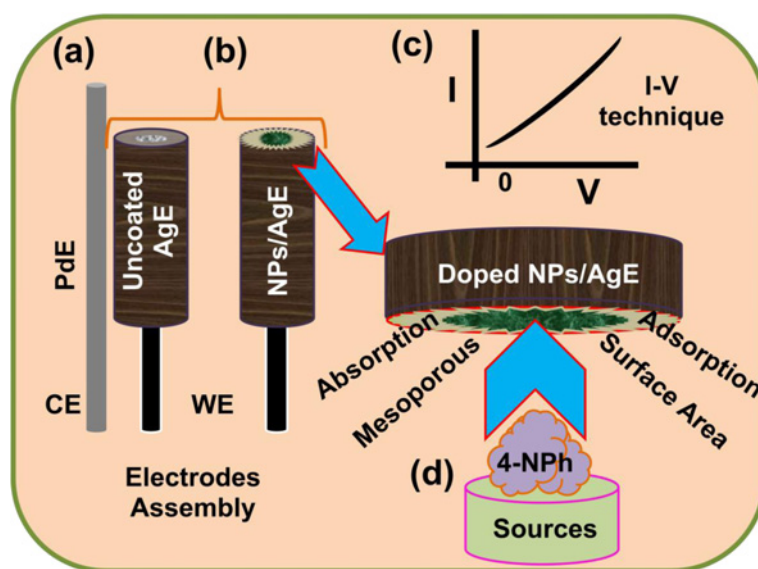 (a)
(b)
(c)
I
I-V
technique
0
V
PdE
Uncoated
AgE
NPs/AgE
Doped NPs/AgE
Absorption
Mesoporous
Surface Area
Adsorption
CE
WE
Electrodes
Assembly
(d)
4-NPh
Sources